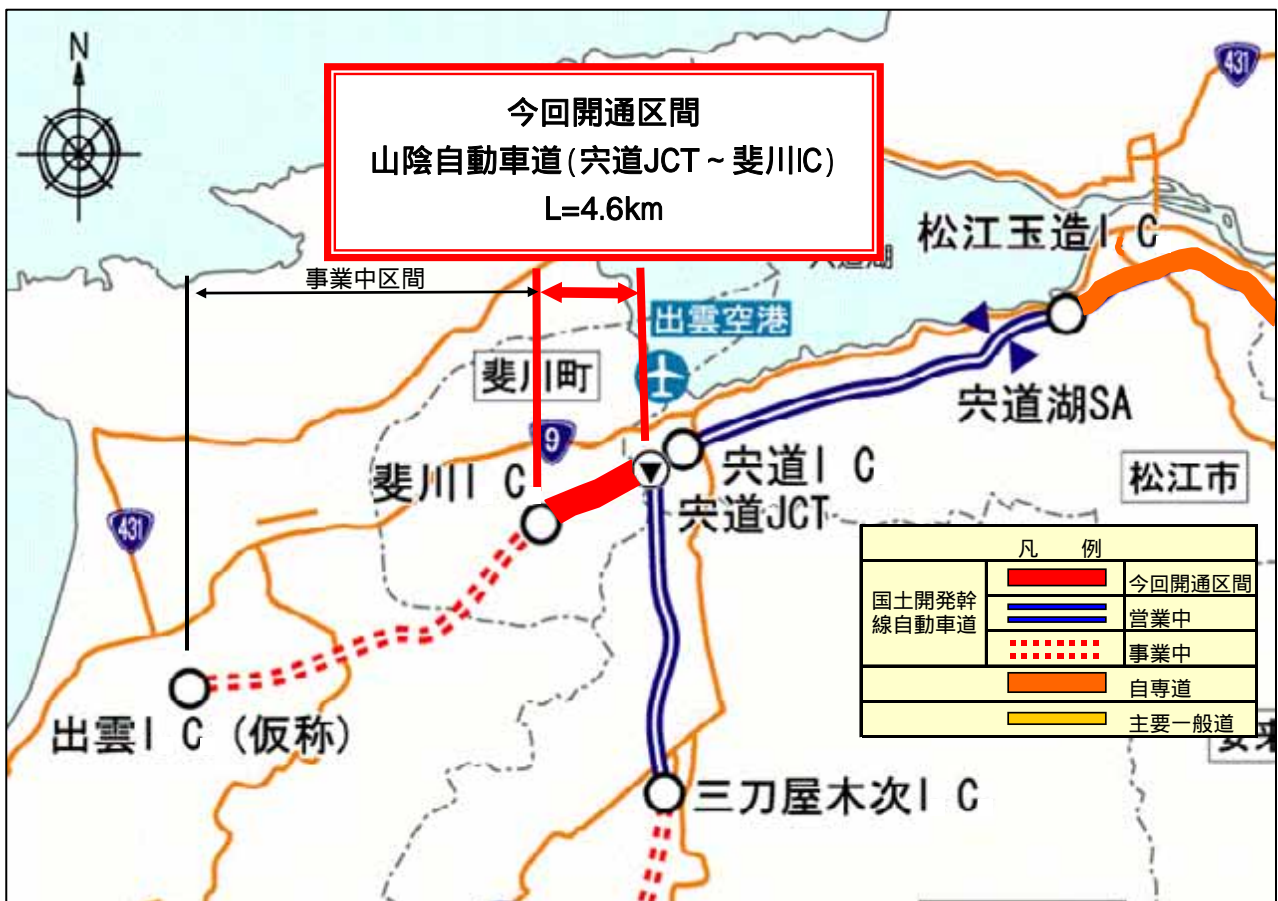 N
431
今回開通区間
山陰自動車道(宍道JCT~斐川IC)
L=4.6km
松江玉造IC
宍道湖
事業中区間
出雲空港
斐川町
宍道湖SA
9
宍道IC
松江市
斐川IC
宍道JCT
431
凡 例
国土開発幹
線自動車道
今回開通区間
営業中
事業中
自専道
主要一般道
出雲IC(仮称)
三刀屋木次IC